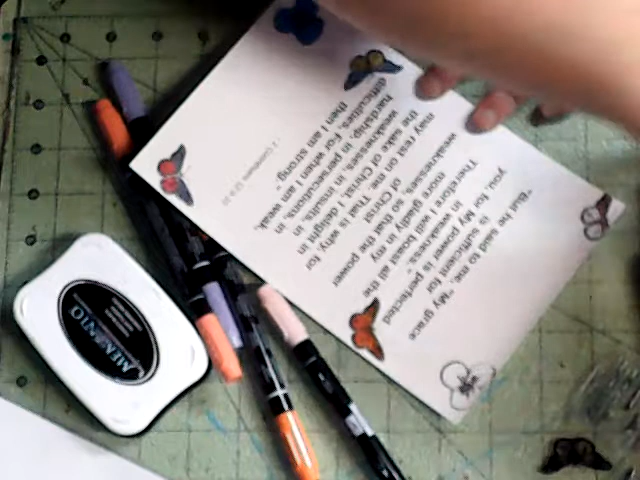 "But he said to me, "My grace
is sufficient for
you, for My power is perfected
in weakness."
Therefore I will boast all the
more gladly in my
weaknesses, so that the power
of Christ
may rest on me. That is why, for
the sake of Christ, I delight in
weaknesses, in insults, in
hardship, in persecutions, in
difficulties. For when I am weak,
then I am strong."
2 Corinthians 12:9-10
MEMENTO